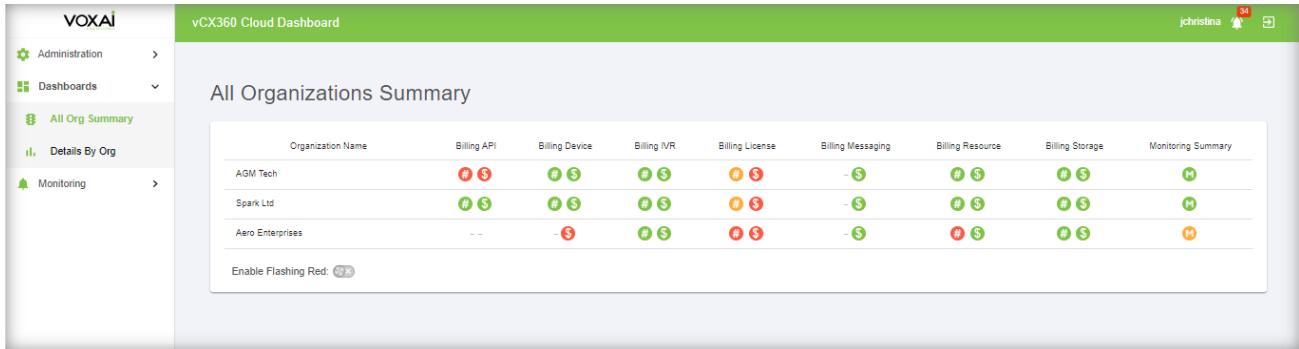 VOXAI
vCX360 Cloud Dashboard
jchristina
34
Administration
Dashboards
All Org Summary
Details By Org
Monitoring
All Organizations Summary
Organization Name Billing API Billing Device Billing IVR Billing License Billing Messaging Billing Resource Billing Storage Monitoring Summary
AGM Tech # $ # $ # $ # $ - $ # $ # $ M
Spark Ltd # $ # $ # $ # $ - $ # $ # $ M
Aero Enterprises - - - $ # $ # $ - $ # $ # $ M
Enable Flashing Red: